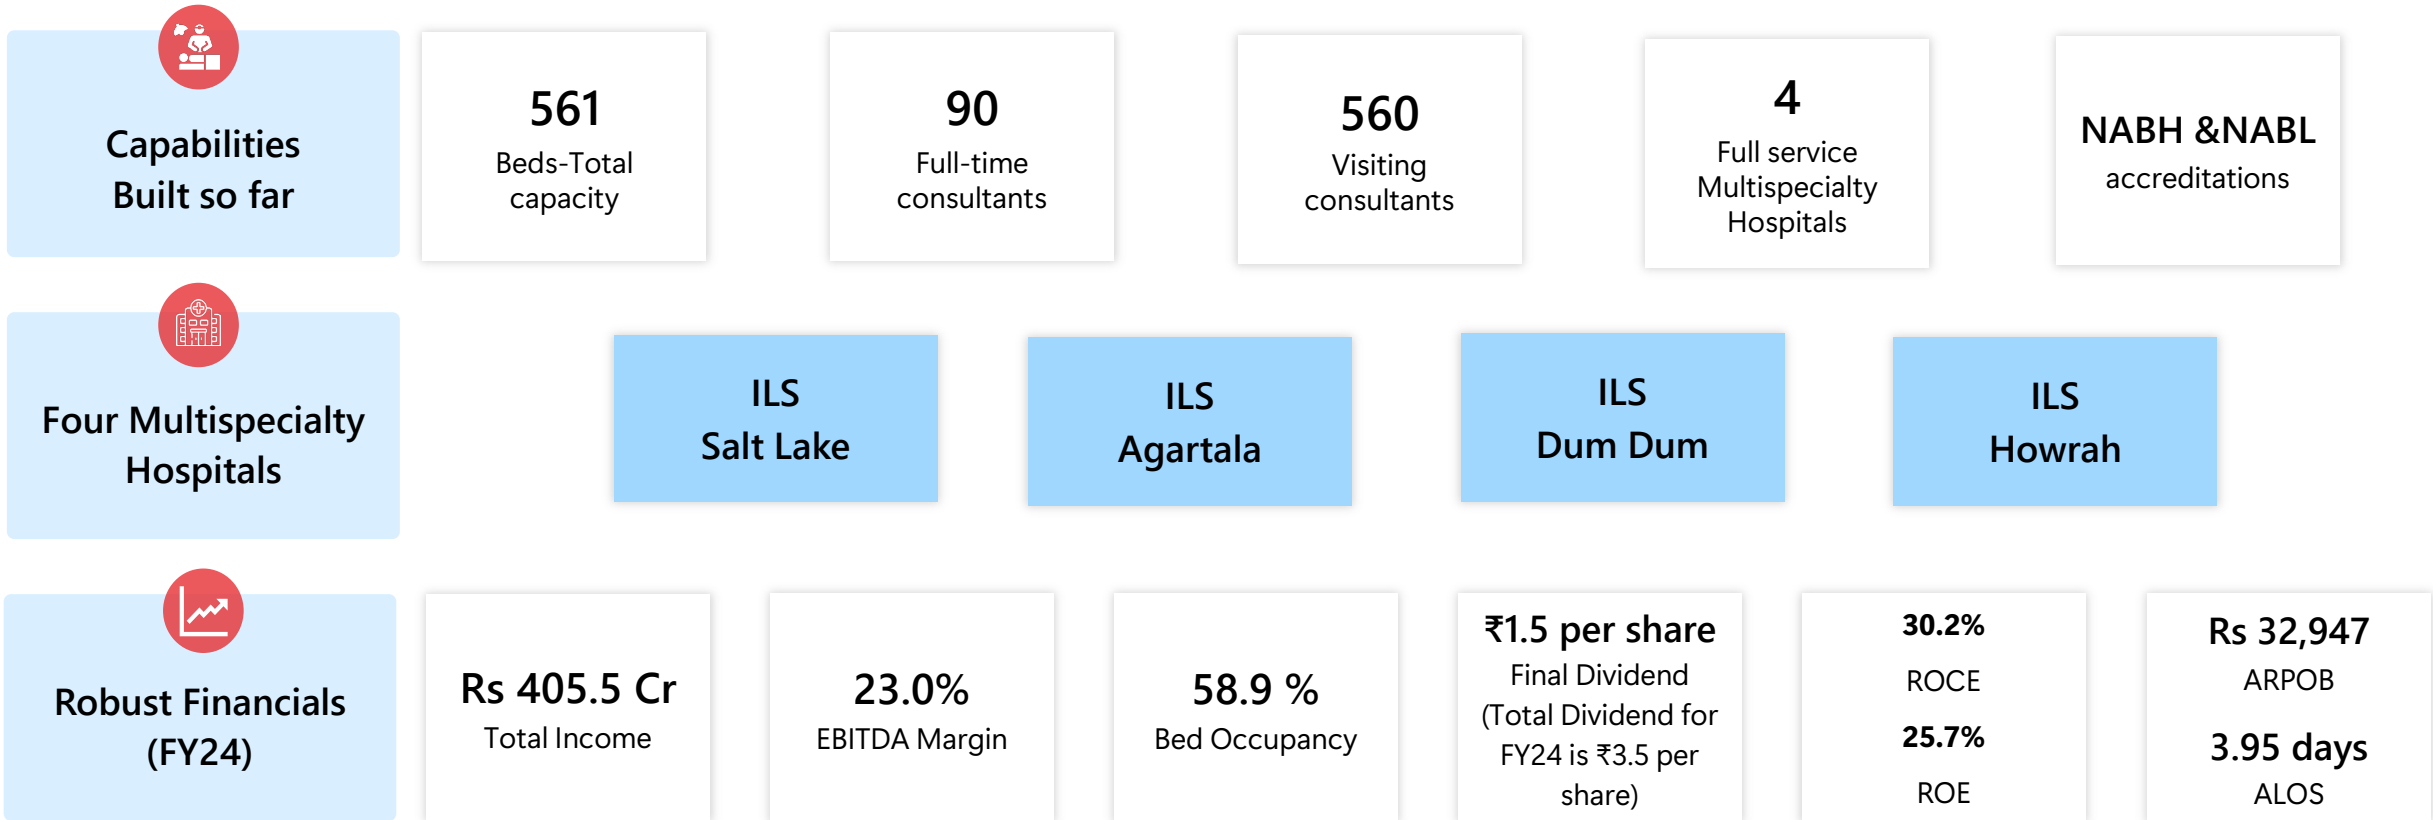 Capabilities
Built so far
561
Beds-Total
capacity
90
Full-time
consultants
560
Visiting
consultants
4
Full service
Multispecialty
Hospitals
NABH &NABL
accreditations
Four Multispecialty
Hospitals
ILS
Salt Lake
ILS
Agartala
ILS
Dum Dum
ILS
Howrah
Robust Financials
(FY24)
Rs 405.5 Cr
Total Income
23.0%
EBITDA Margin
58.9 %
Bed Occupancy
₹1.5 per share
Final Dividend
(Total Dividend for
FY24 is ₹3.5 per
share)
30.2%
ROCE
25.7%
ROE
Rs 32,947
ARPOB
3.95 days
ALOS